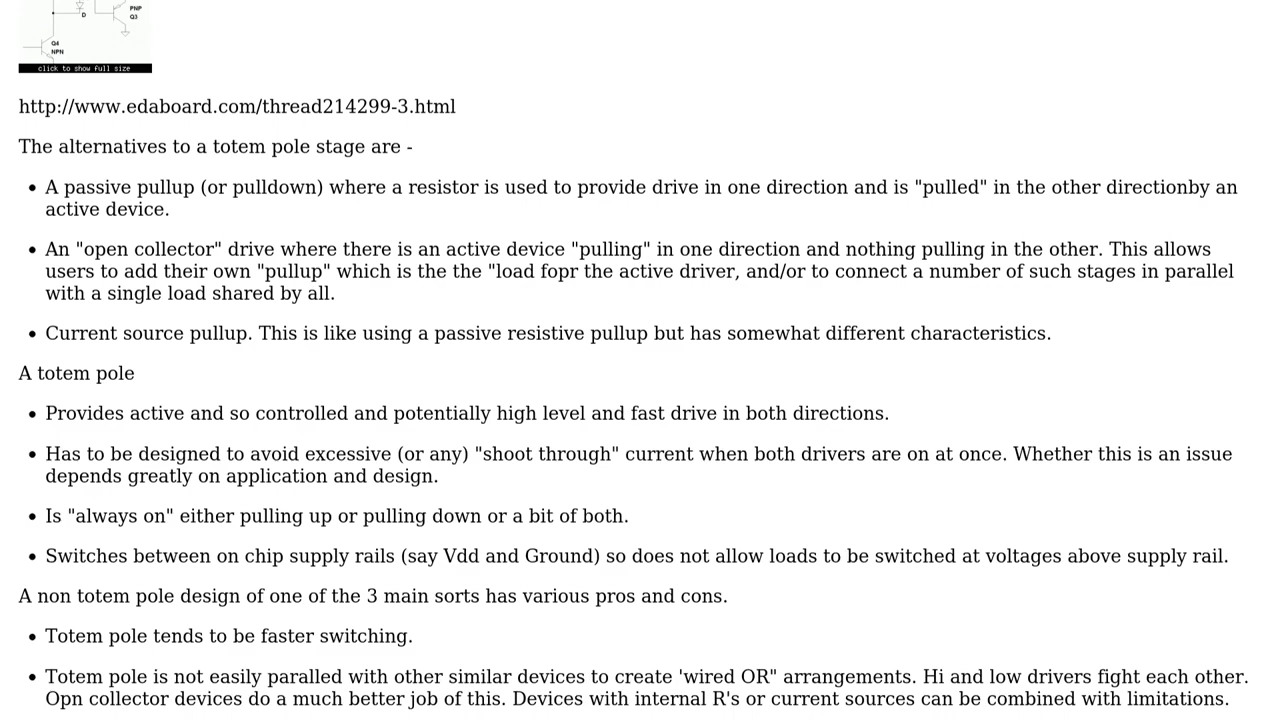 PNP
D
Q3
Q4
NPN
click to show full size
http://www.edaboard.com/thread214299-3.html
The alternatives to a totem pole stage are -
• A passive pullup (or pulldown) where a resistor is used to provide drive in one direction and is "pulled" in the other directionby an
active device.
• An "open collector" drive where there is an active device "pulling" in one direction and nothing pulling in the other. This allows
users to add their own "pullup" which is the the "load fopr the active driver, and/or to connect a number of such stages in parallel
with a single load shared by all.
• Current source pullup. This is like using a passive resistive pullup but has somewhat different characteristics.
A totem pole
• Provides active and so controlled and potentially high level and fast drive in both directions.
• Has to be designed to avoid excessive (or any) "shoot through" current when both drivers are on at once. Whether this is an issue
depends greatly on application and design.
• Is "always on" either pulling up or pulling down or a bit of both.
• Switches between on chip supply rails (say Vdd and Ground) so does not allow loads to be switched at voltages above supply rail.
A non totem pole design of one of the 3 main sorts has various pros and cons.
• Totem pole tends to be faster switching.
• Totem pole is not easily paralled with other similar devices to create 'wired OR" arrangements. Hi and low drivers fight each other.
Opn collector devices do a much better job of this. Devices with internal R's or current sources can be combined with limitations.